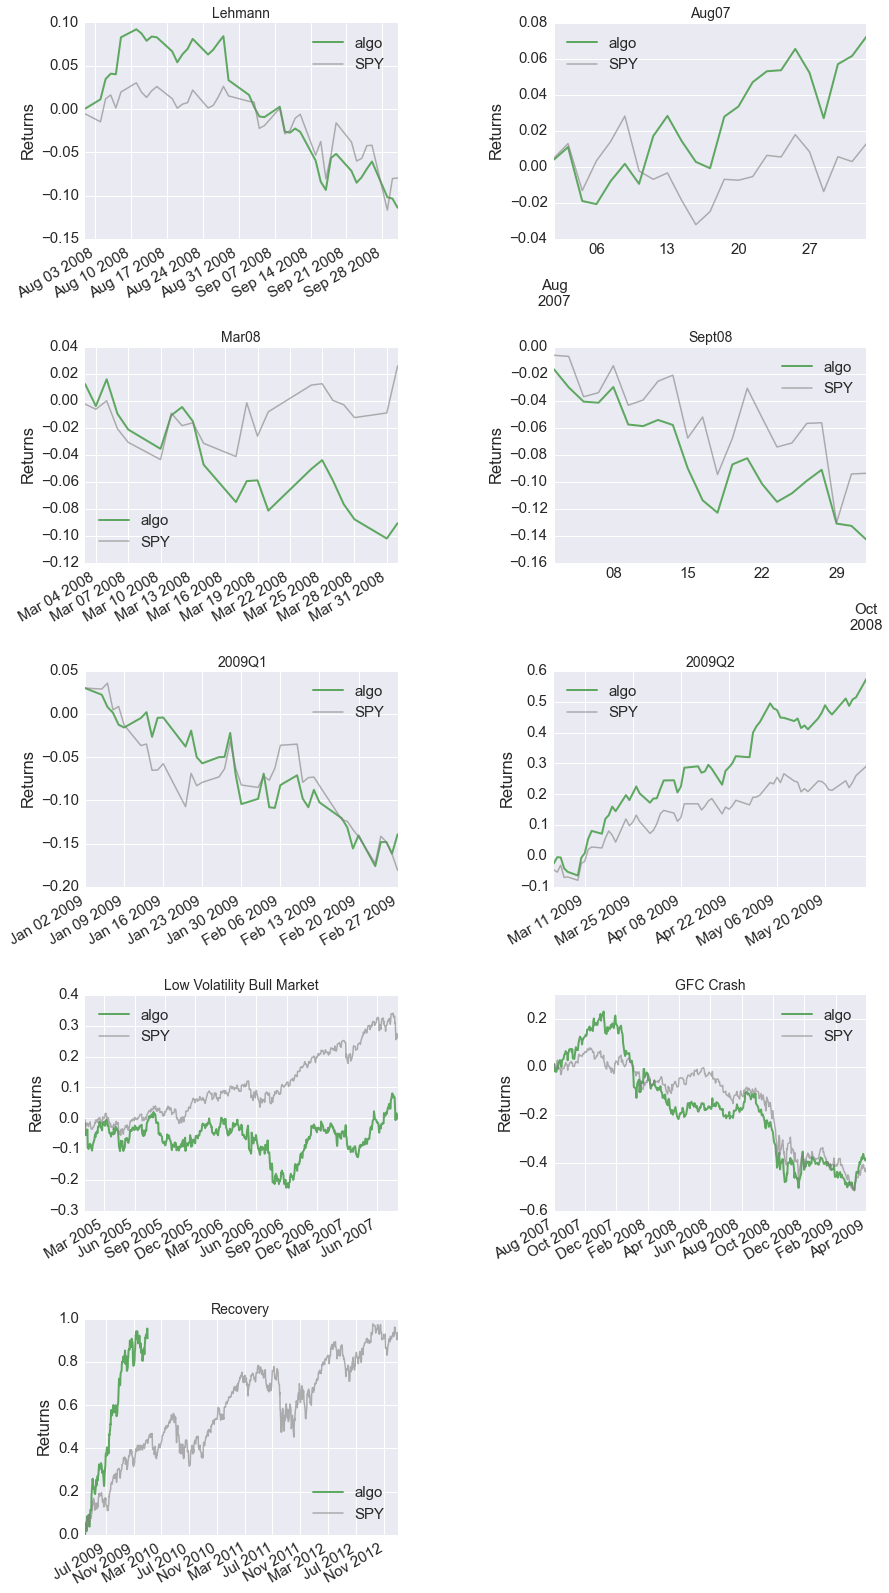 Lehmann
0.10
0.05
0.00
−0.05
−0.10
−0.15
Returns
algo
SPY
Aug 03 2008
Aug 10 2008
Aug 17 2008
Aug 24 2008
Aug 31 2008
Sep 07 2008
Sep 14 2008
Sep 21 2008
Sep 28 2008
Aug07
0.08
0.06
0.04
0.02
0.00
−0.02
−0.04
Returns
algo
SPY
06
13
20
27
Aug
2007
Mar08
0.04
0.02
0.00
−0.02
−0.04
−0.06
−0.08
−0.10
−0.12
Returns
algo
SPY
Mar 04 2008
Mar 07 2008
Mar 10 2008
Mar 13 2008
Mar 16 2008
Mar 19 2008
Mar 22 2008
Mar 25 2008
Mar 28 2008
Mar 31 2008
Sept08
0.00
−0.02
−0.04
−0.06
−0.08
−0.10
−0.12
−0.14
−0.16
Returns
algo
SPY
08
15
22
29
Oct
2008
2009Q1
0.05
0.00
−0.05
−0.10
−0.15
−0.20
Returns
algo
SPY
Jan 02 2009
Jan 09 2009
Jan 16 2009
Jan 23 2009
Jan 30 2009
Feb 06 2009
Feb 13 2009
Feb 20 2009
Feb 27 2009
2009Q2
0.6
0.5
0.4
0.3
0.2
0.1
0.0
−0.1
Returns
algo
SPY
Mar 11 2009
Mar 25 2009
Apr 08 2009
Apr 22 2009
May 06 2009
May 20 2009
Low Volatility Bull Market
0.4
0.3
0.2
0.1
0.0
−0.1
−0.2
−0.3
Returns
algo
SPY
Mar 2005
Jun 2005
Sep 2005
Dec 2005
Mar 2006
Jun 2006
Sep 2006
Dec 2006
Mar 2007
Jun 2007
GFC Crash
0.2
0.0
−0.2
−0.4
−0.6
Returns
algo
SPY
Aug 2007
Oct 2007
Dec 2007
Feb 2008
Apr 2008
Jun 2008
Aug 2008
Oct 2008
Dec 2008
Feb 2009
Apr 2009
Recovery
1.0
0.8
0.6
0.4
0.2
0.0
Returns
algo
SPY
Jul 2009
Nov 2009
Mar 2010
Jul 2010
Nov 2010
Mar 2011
Jul 2011
Nov 2011
Mar 2012
Jul 2012
Nov 2012